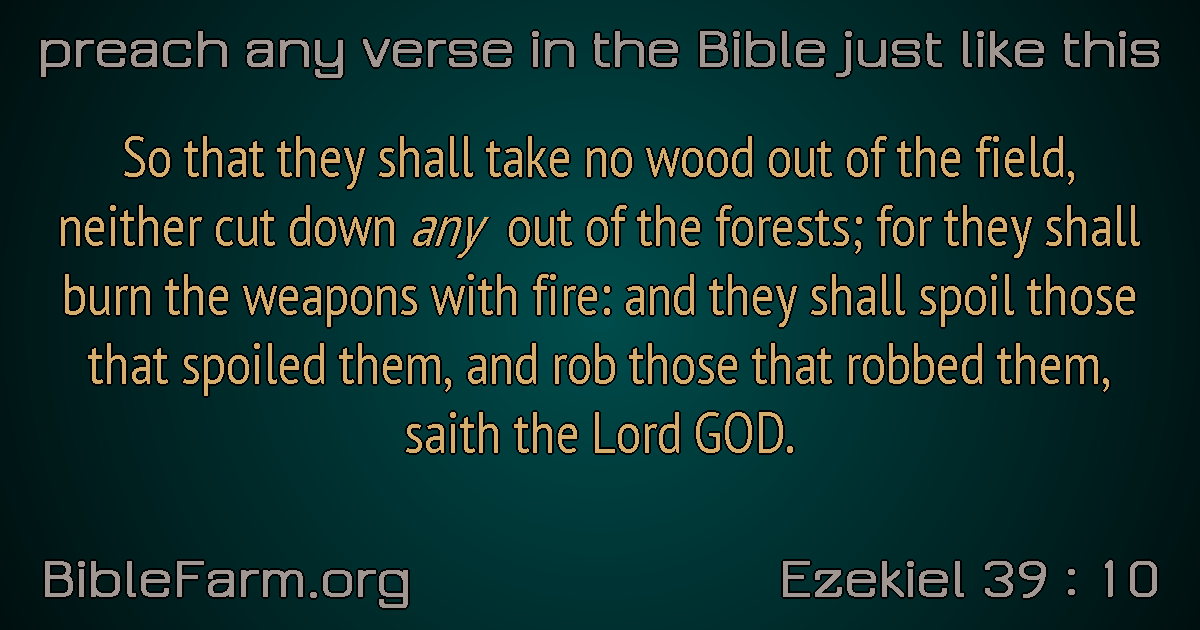 preach any verse in the Bible just like this
So that they shall take no wood out of the field,
neither cut down any out of the forests; for they shall
burn the weapons with fire: and they shall spoil those
that spoiled them, and rob those that robbed them,
saith the Lord GOD.
BibleFarm.org
Ezekiel 39 : 10